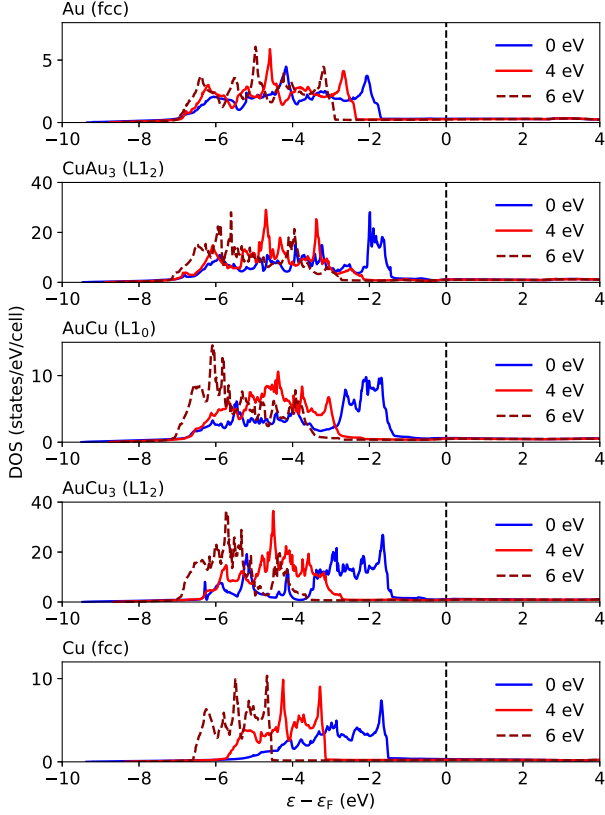 Au (fcc)
5
0
0 eV
4 eV
6 eV
−10 −8 −6 −4 −2 0 2 4
CuAu₃ (L1₂)
40
20
0
0 eV
4 eV
6 eV
−10 −8 −6 −4 −2 0 2 4
AuCu (L1₀)
10
0
0 eV
4 eV
6 eV
−10 −8 −6 −4 −2 0 2 4
DOS (states/eV/cell)
AuCu₃ (L1₂)
40
20
0
0 eV
4 eV
6 eV
−10 −8 −6 −4 −2 0 2 4
Cu (fcc)
10
0
0 eV
4 eV
6 eV
−10 −8 −6 −4 −2 0 2 4
ε − ε_F (eV)